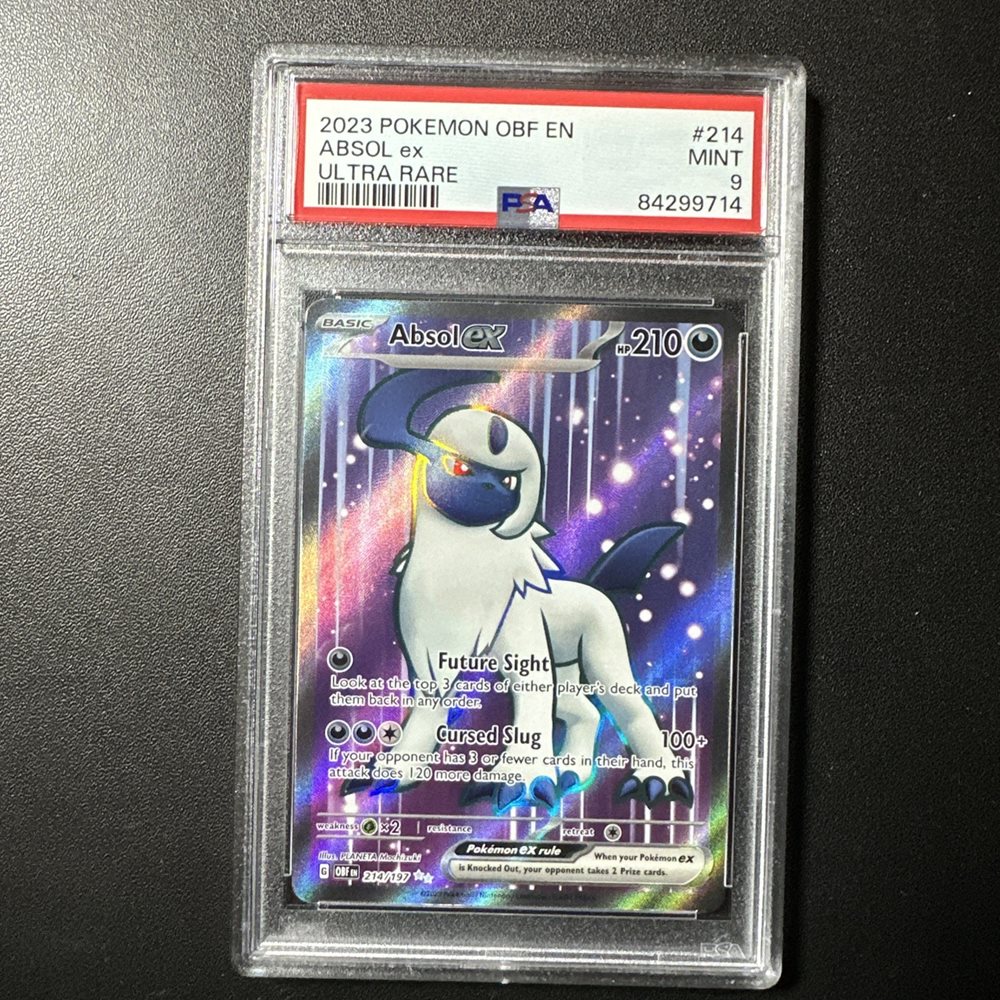 2023 POKEMON OBF EN #214
ABSOL ex MINT
ULTRA RARE 9
PSA 84299714
BASIC Absol ex HP 210
Future Sight
Look at the top 3 cards of either player's deck and put
them back in any order.
Cursed Slug 100+
If your opponent has 3 or fewer cards in their hand, this
attack does 120 more damage.
weakness ×2 resistance retreat
Illus. PLANETA Mochizuki
Pokémon ex rule When your Pokémon ex
is Knocked Out, your opponent takes 2 Prize cards.
G OBF EN 214/197
PSA